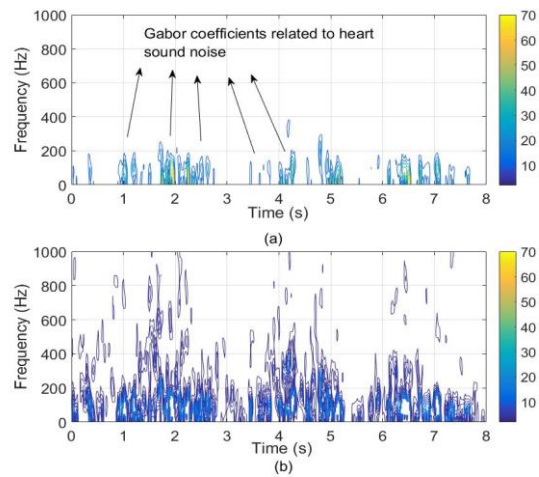 Gabor coefficients related to heart
sound noise
Frequency (Hz)
1000
800
600
400
200
0
0 1 2 3 4 5 6 7 8
Time (s)
70
60
50
40
30
20
10
(a)
Frequency (Hz)
1000
800
600
400
200
0
0 1 2 3 4 5 6 7 8
Time (s)
70
60
50
40
30
20
10
(b)